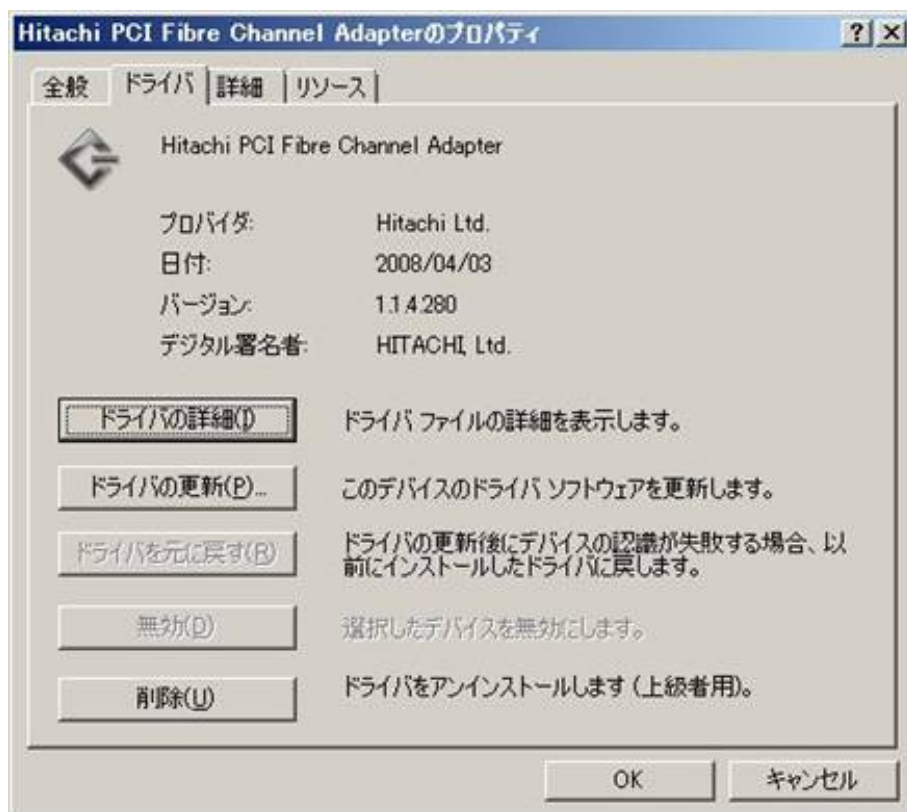 Hitachi PCI Fibre Channel Adapterのプロパティ
全般 ドライバ 詳細 リソース
Hitachi PCI Fibre Channel Adapter
プロバイダ: Hitachi Ltd.
日付: 2008/04/03
バージョン: 1.1.4.280
デジタル署名者: HITACHI, Ltd.
ドライバの詳細(I) ドライバ ファイルの詳細を表示します。
ドライバの更新(P)... このデバイスのドライバ ソフトウェアを更新します。
ドライバを元に戻す(R) ドライバの更新後にデバイスの認識が失敗する場合、以
前にインストールしたドライバに戻します。
無効(D) 選択したデバイスを無効にします。
削除(U) ドライバをアンインストールします (上級者用)。
OK キャンセル